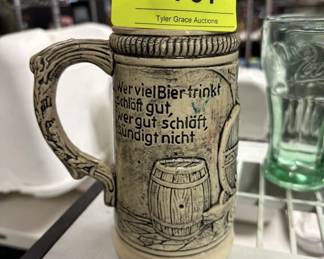 Tyler Grace Auctions
Wer viel Bier trinkt
schläft gut,
wer gut schläft,
sündigt nicht